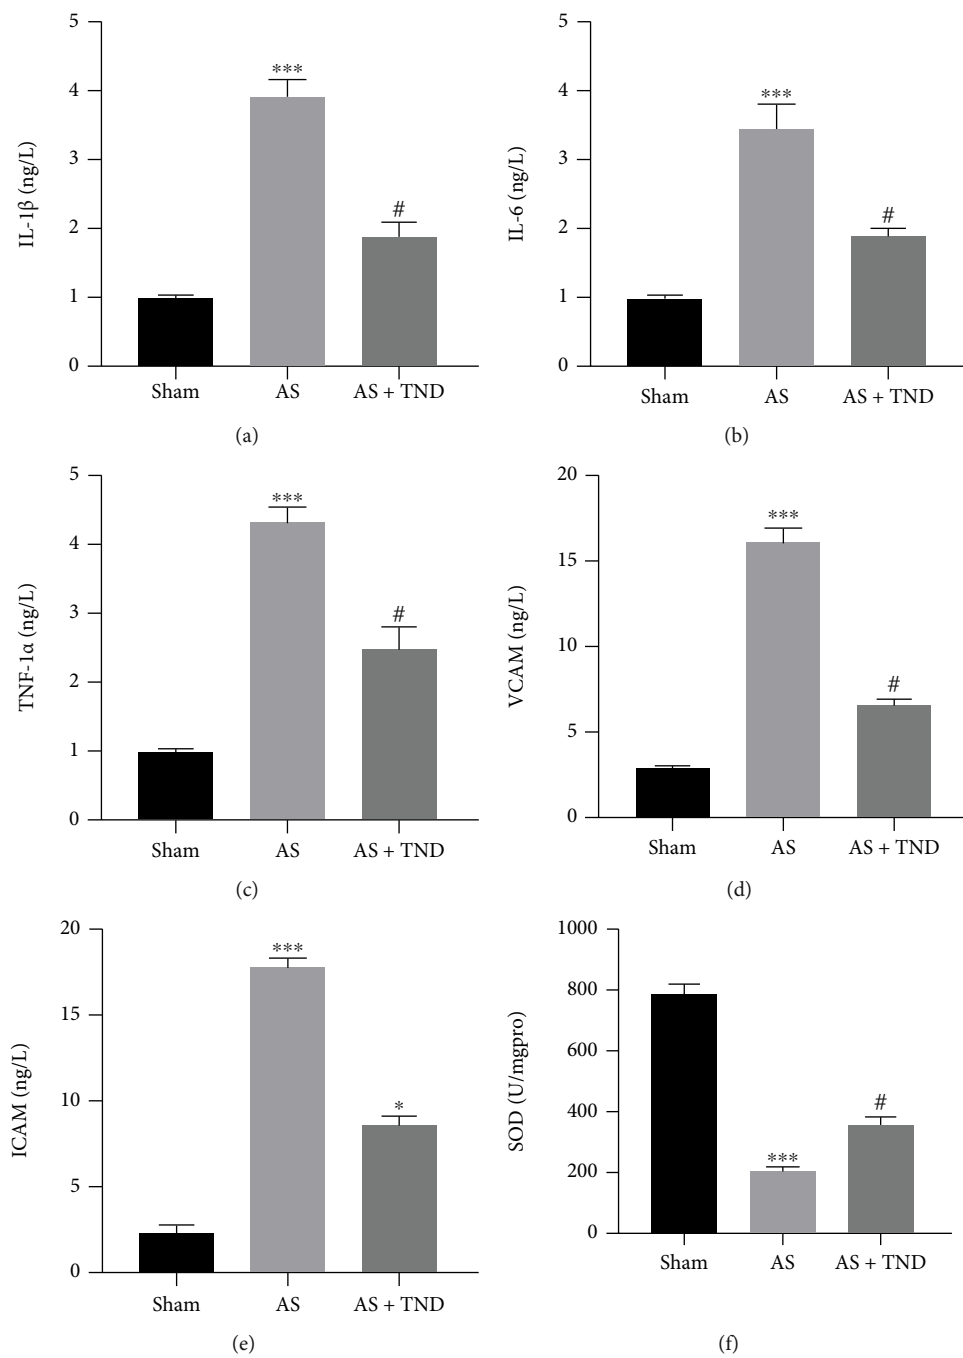 5
4
3
2
1
0
IL-1β (ng/L)
***
#
Sham
AS
AS + TND
(a)
5
4
3
2
1
0
IL-6 (ng/L)
***
#
Sham
AS
AS + TND
(b)
5
4
3
2
1
0
TNF-1α (ng/L)
***
#
Sham
AS
AS + TND
(c)
20
15
10
5
0
VCAM (ng/L)
***
#
Sham
AS
AS + TND
(d)
20
15
10
5
0
ICAM (ng/L)
***
*
Sham
AS
AS + TND
(e)
1000
800
600
400
200
0
SOD (U/mgpro)
***
#
Sham
AS
AS + TND
(f)